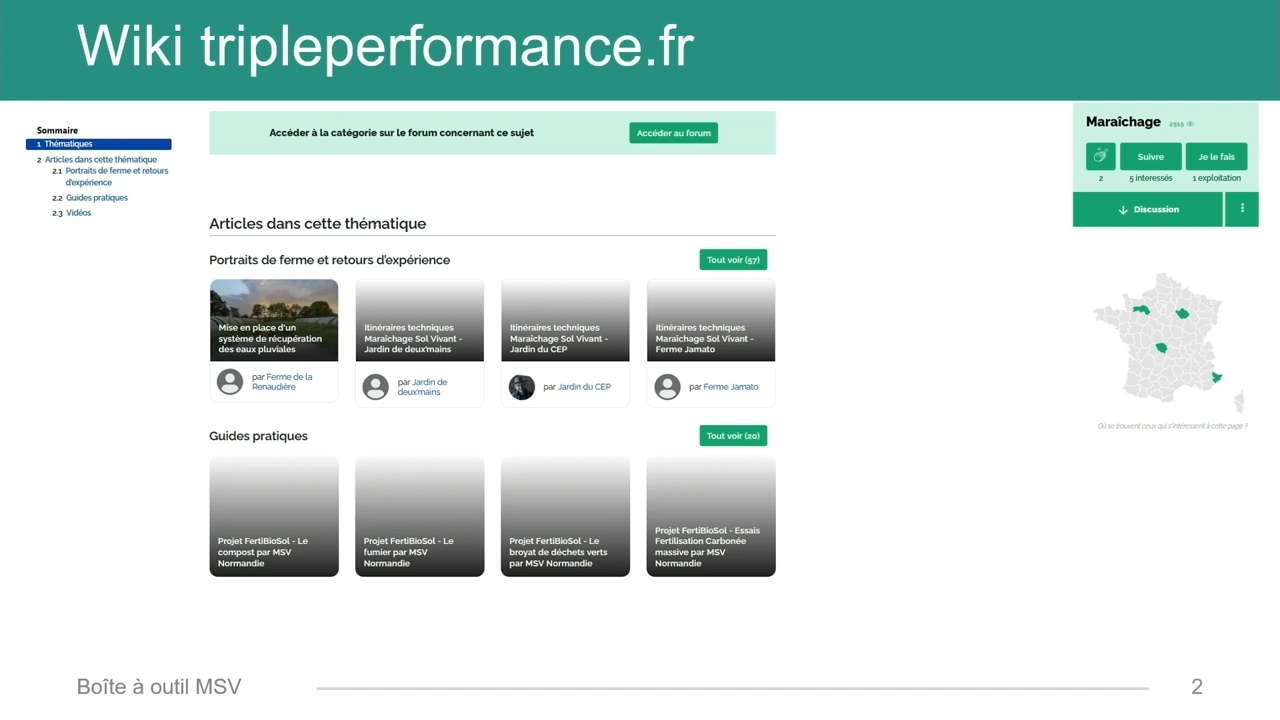 Wiki tripleperformance.fr
Sommaire
1 Thématiques
2 Articles dans cette thématique
2.1 Portraits de ferme et retours
d'expérience
2.2 Guides pratiques
2.3 Vidéos
Accéder à la catégorie sur le forum concernant ce sujet
Accéder au forum
Maraîchage 2515
Suivre
Je le fais
2
5 interessés
1 exploitation
Discussion
Articles dans cette thématique
Portraits de ferme et retours d'expérience
Tout voir (57)
Mise en place d'un
système de récupération
des eaux pluviales
par Ferme de la
Renaudière
Itinéraires techniques
Maraîchage Sol Vivant -
Jardin de deux'mains
par Jardin de
deux'mains
Itinéraires techniques
Maraîchage Sol Vivant -
Jardin du CEP
par Jardin du CEP
Itinéraires techniques
Maraîchage Sol Vivant -
Ferme Jamato
par Ferme Jamato
Où se trouvent ceux qui s'intéressent à cette page ?
Guides pratiques
Tout voir (20)
Projet FertiBioSol - Le
compost par MSV
Normandie
Projet FertiBioSol - Le
fumier par MSV
Normandie
Projet FertiBioSol - Le
broyat de déchets verts
par MSV Normandie
Projet FertiBioSol - Essais
Fertilisation Carbonée
massive par MSV
Normandie
Boîte à outil MSV
2